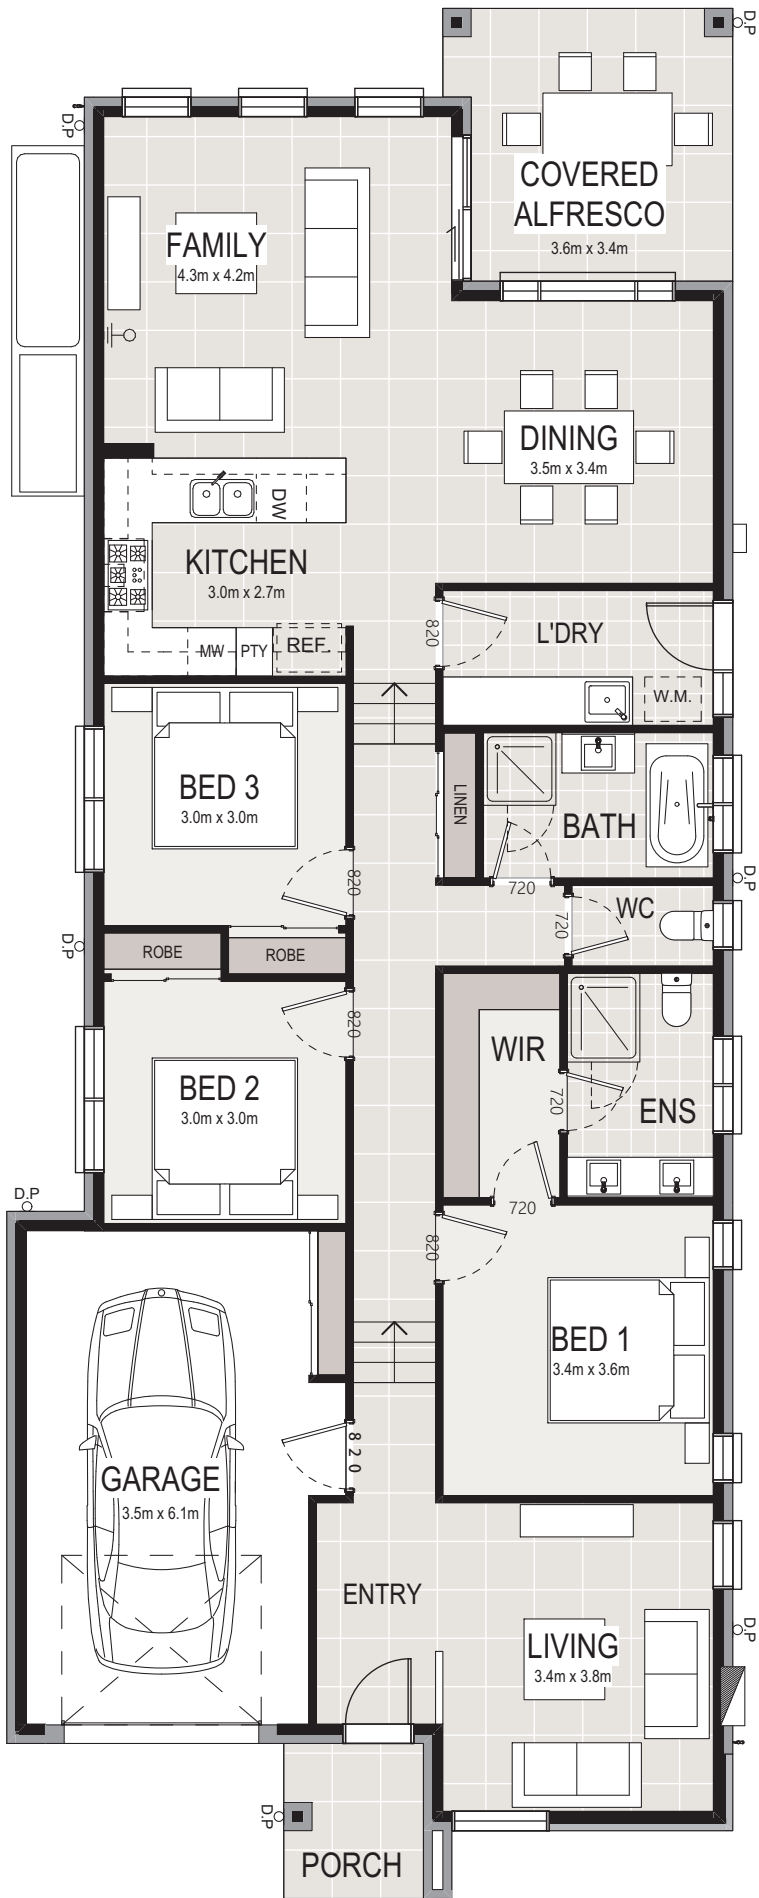 D.P
D.P
COVERED
ALFRESCO
3.6m x 3.4m
FAMILY
4.3m x 4.2m
DINING
3.5m x 3.4m
DW
KITCHEN
3.0m x 2.7m
MW
PTY
REF.
820
L'DRY
W.M.
BED 3
3.0m x 3.0m
LINEN
BATH
820
720
D.P
WC
720
D.P
ROBE
ROBE
820
WIR
BED 2
3.0m x 3.0m
720
ENS
D.P
720
820
BED 1
3.4m x 3.6m
820
GARAGE
3.5m x 6.1m
ENTRY
LIVING
3.4m x 3.8m
D.P
D.P
PORCH